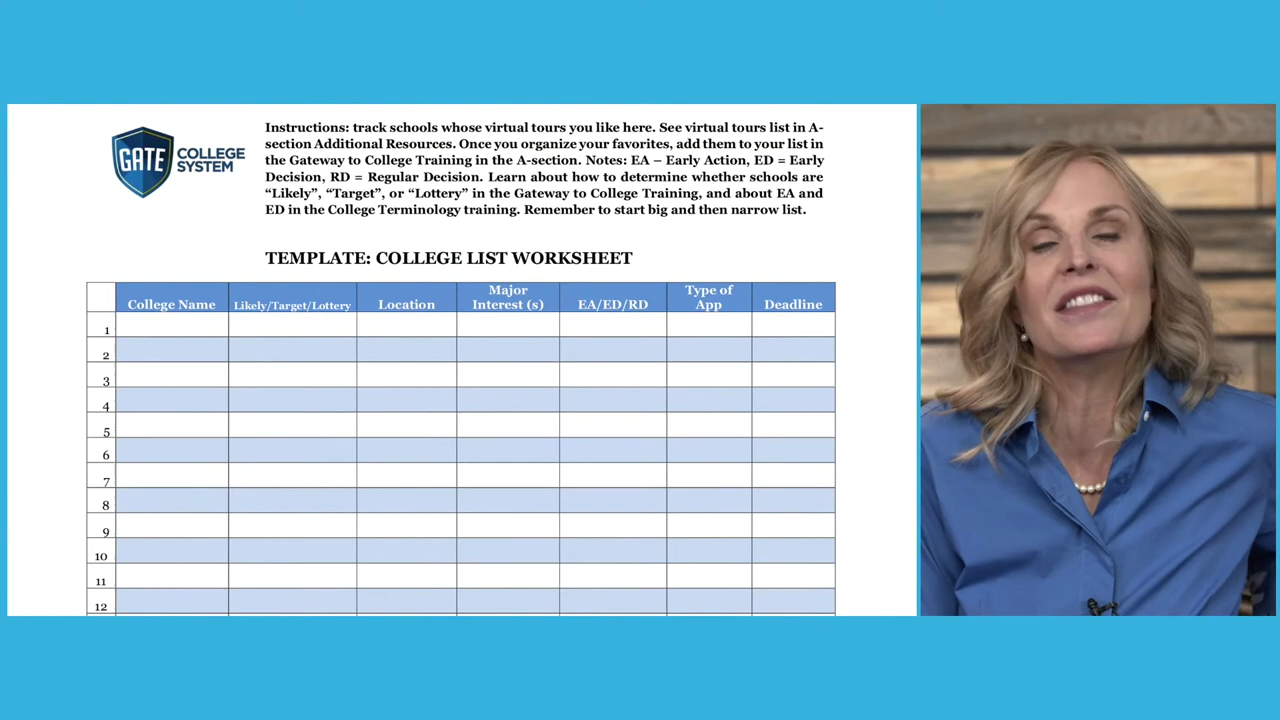 GATE
COLLEGE
SYSTEM
Instructions: track schools whose virtual tours you like here. See virtual tours list in A-
section Additional Resources. Once you organize your favorites, add them to your list in
the Gateway to College Training in the A-section. Notes: EA – Early Action, ED = Early
Decision, RD = Regular Decision. Learn about how to determine whether schools are
“Likely”, “Target”, or “Lottery” in the Gateway to College Training, and about EA and
ED in the College Terminology training. Remember to start big and then narrow list.
TEMPLATE: COLLEGE LIST WORKSHEET
College Name Likely/Target/Lottery Location Major Interest (s) EA/ED/RD Type of App Deadline
1
2
3
4
5
6
7
8
9
10
11
12